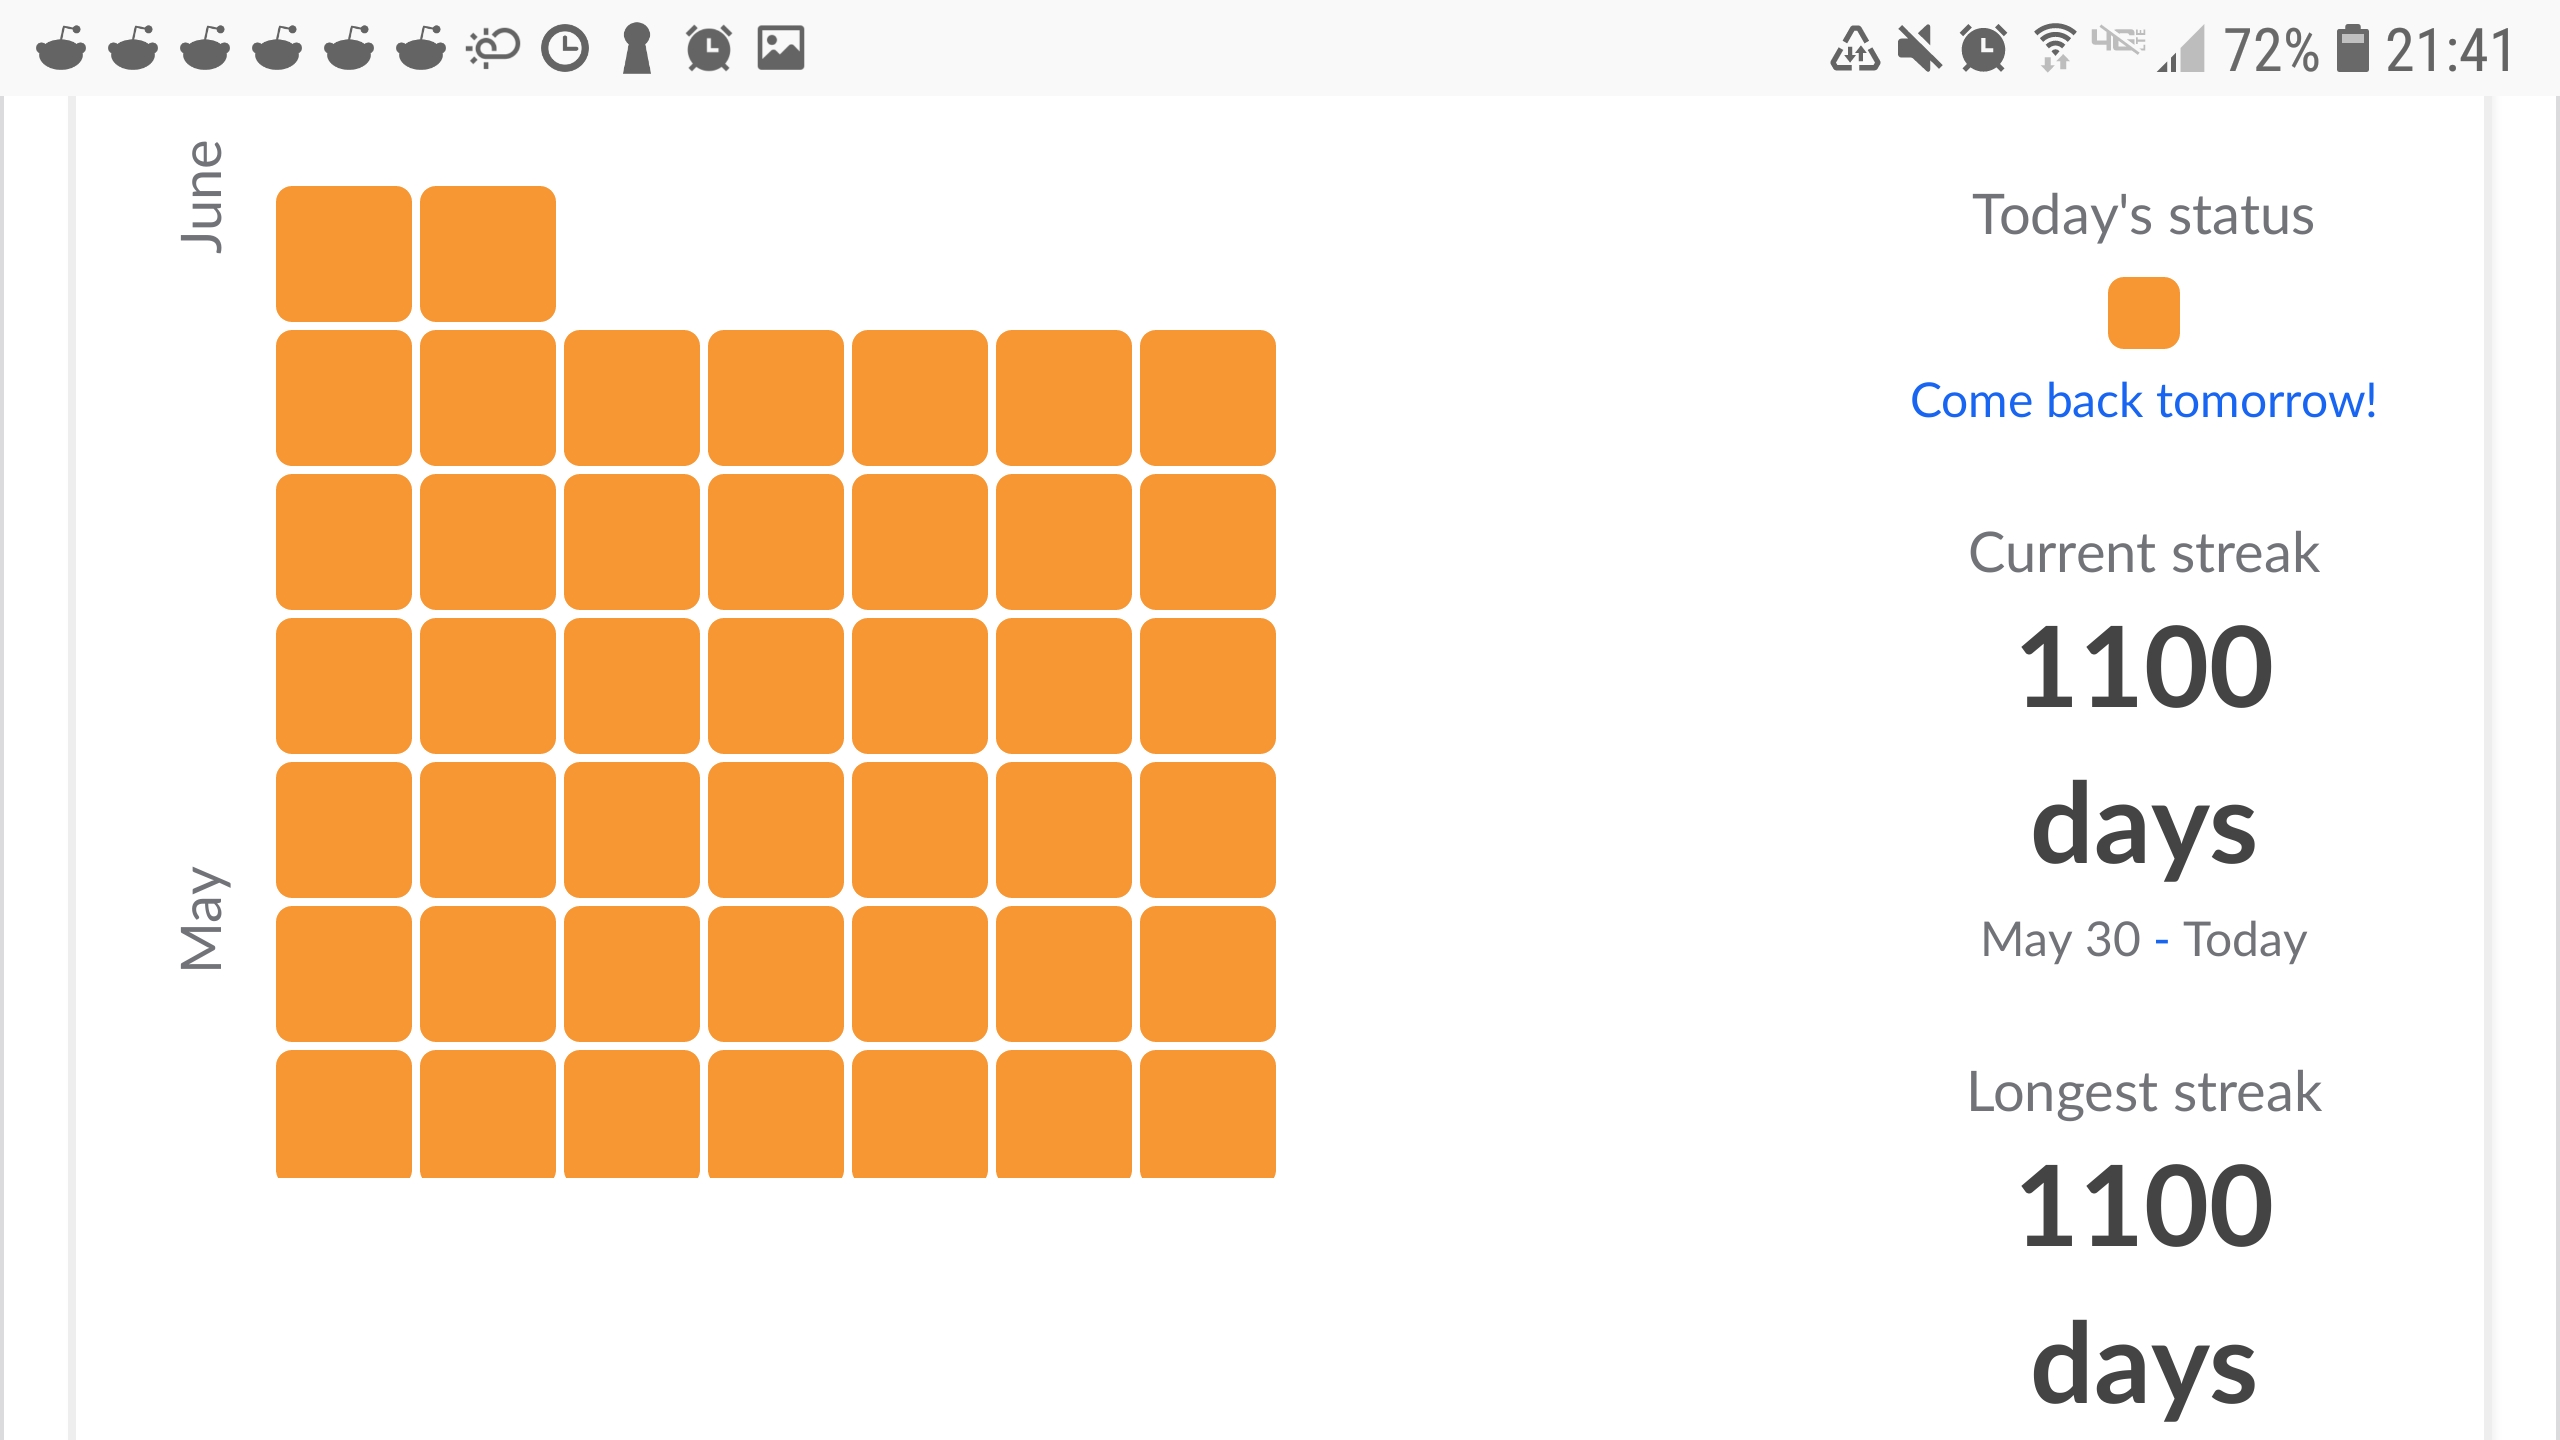 72% 21:41
June
May
Today's status
Come back tomorrow!
Current streak
1100
days
May 30 - Today
Longest streak
1100
days